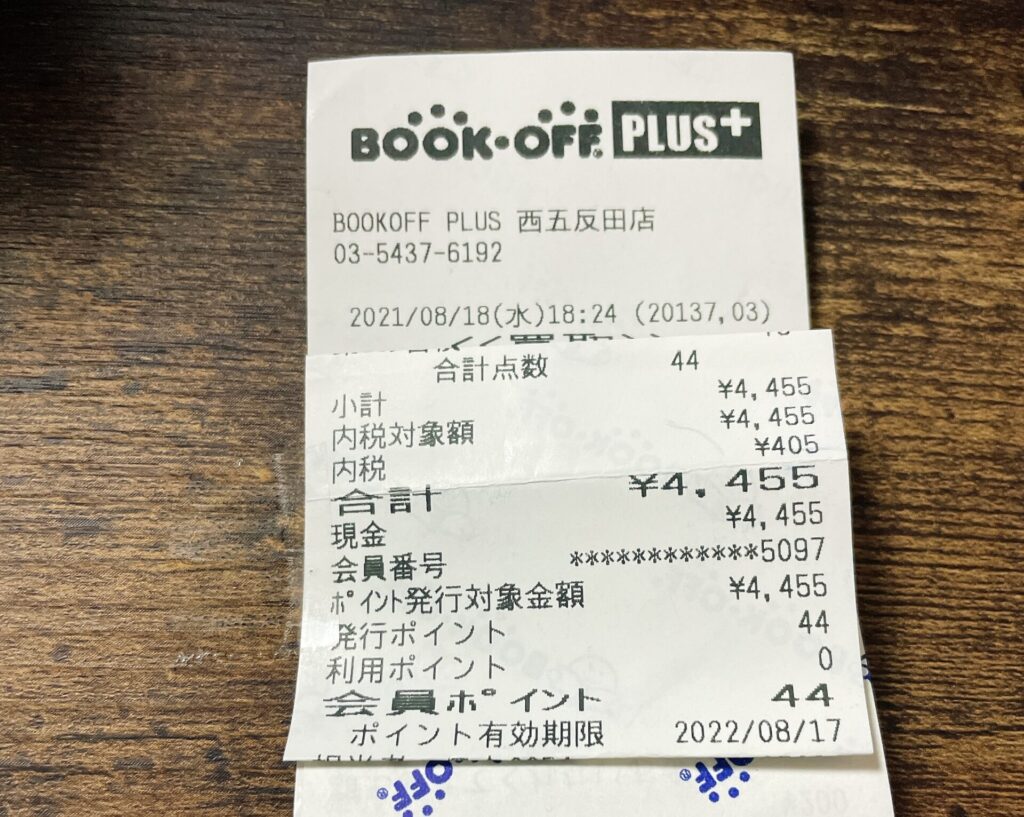 BOOK・OFF® PLUS+
BOOKOFF PLUS 西五反田店
03-5437-6192
2021/08/18(水)18:24 (20137,03)
合計点数 44
小計 ¥4,455
内税対象額 ¥4,455
内税 ¥405
合計 ¥4,455
現金 ¥4,455
会員番号 ************5097
ポイント発行対象金額 ¥4,455
発行ポイント 44
利用ポイント 0
会員ポイント 44
ポイント有効期限 2022/08/17
OFF
OFF